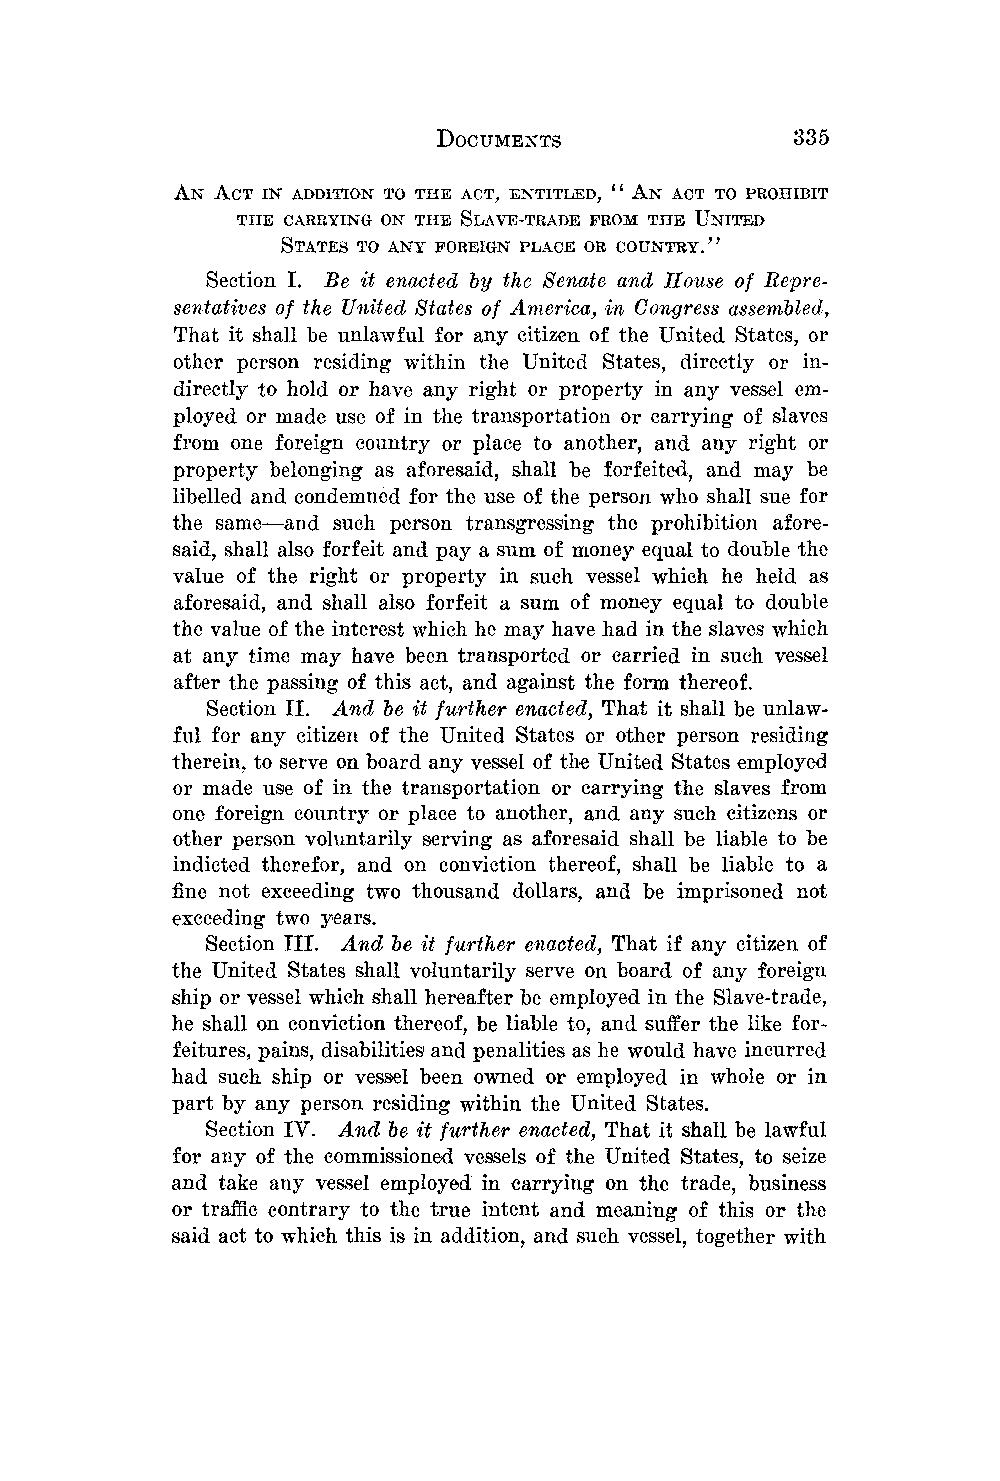 DOCUMENTS 335
AN ACT IN ADDITION TO THE ACT, ENTITLED, "AN ACT TO PROHIBIT
THE CARRYING ON THE SLAVE-TRADE FROM THE UNITED
STATES TO ANY FOREIGN PLACE OR COUNTRY."
Section I. Be it enacted by the Senate and House of Repre-
sentatives of the United States of America, in Congress assembled,
That it shall be unlawful for any citizen of the United States, or
other person residing within the United States, directly or in-
directly to hold or have any right or property in any vessel em-
ployed or made use of in the transportation or carrying of slaves
from one foreign country or place to another, and any right or
property belonging as aforesaid, shall be forfeited, and may be
libelled and condemned for the use of the person who shall sue for
the same—and such person transgressing the prohibition afore-
said, shall also forfeit and pay a sum of money equal to double the
value of the right or property in such vessel which he held as
aforesaid, and shall also forfeit a sum of money equal to double
the value of the interest which he may have had in the slaves which
at any time may have been transported or carried in such vessel
after the passing of this act, and against the form thereof.
Section II. And be it further enacted, That it shall be unlaw-
ful for any citizen of the United States or other person residing
therein, to serve on board any vessel of the United States employed
or made use of in the transportation or carrying the slaves from
one foreign country or place to another, and any such citizens or
other person voluntarily serving as aforesaid shall be liable to be
indicted therefor, and on conviction thereof, shall be liable to a
fine not exceeding two thousand dollars, and be imprisoned not
exceeding two years.
Section III. And be it further enacted, That if any citizen of
the United States shall voluntarily serve on board of any foreign
ship or vessel which shall hereafter be employed in the Slave-trade,
he shall on conviction thereof, be liable to, and suffer the like for-
feitures, pains, disabilities and penalities as he would have incurred
had such ship or vessel been owned or employed in whole or in
part by any person residing within the United States.
Section IV. And be it further enacted, That it shall be lawful
for any of the commissioned vessels of the United States, to seize
and take any vessel employed in carrying on the trade, business
or traffic contrary to the true intent and meaning of this or the
said act to which this is in addition, and such vessel, together with